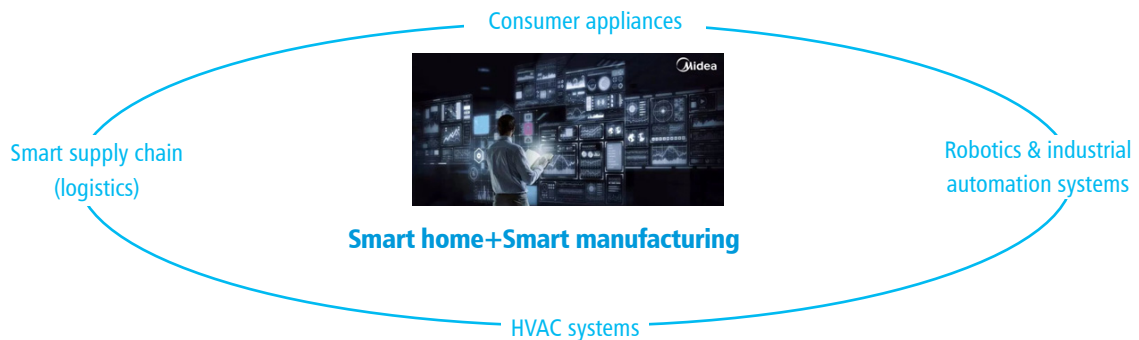 Consumer appliances
Midea
Smart supply chain
(logistics)
Robotics & industrial
automation systems
Smart home+Smart manufacturing
HVAC systems